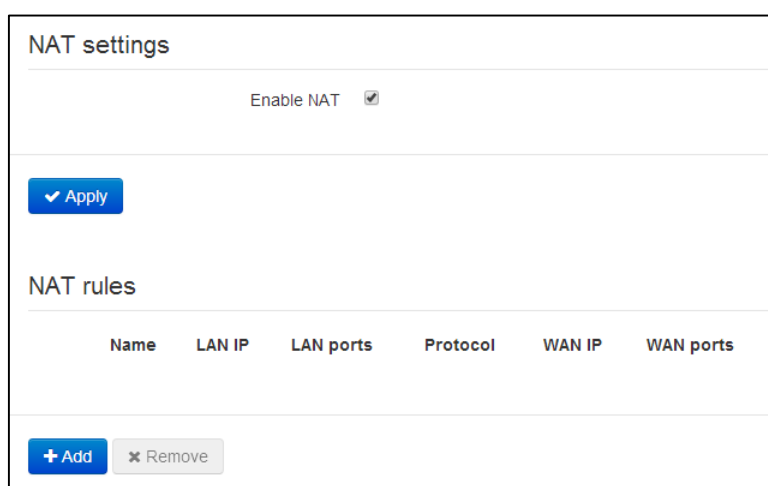 NAT settings
Enable NAT
Apply
NAT rules
Name LAN IP LAN ports Protocol WAN IP WAN ports
Add Remove